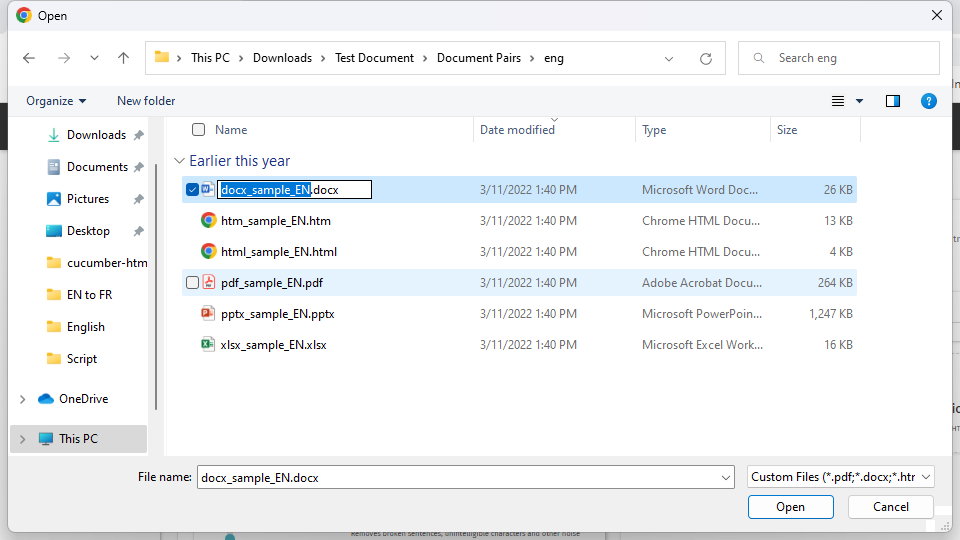 Open
This PC > Downloads > Test Document > Document Pairs > eng
Search eng
Organize
New folder
Name
Date modified
Type
Size
Downloads
Documents
Pictures
Desktop
cucumber-htm
EN to FR
English
Script
OneDrive
This PC
Earlier this year
docx_sample_EN.docx 3/11/2022 1:40 PM Microsoft Word Doc... 26 KB
htm_sample_EN.htm 3/11/2022 1:40 PM Chrome HTML Docu... 13 KB
html_sample_EN.html 3/11/2022 1:40 PM Chrome HTML Docu... 4 KB
pdf_sample_EN.pdf 3/11/2022 1:40 PM Adobe Acrobat Docu... 264 KB
pptx_sample_EN.pptx 3/11/2022 1:40 PM Microsoft PowerPoin... 1,247 KB
xlsx_sample_EN.xlsx 3/11/2022 1:40 PM Microsoft Excel Work... 16 KB
File name: docx_sample_EN.docx
Custom Files (*.pdf;*.docx;*.htr
Open
Cancel
Removes broken sentences, unintelligible characters and other noise